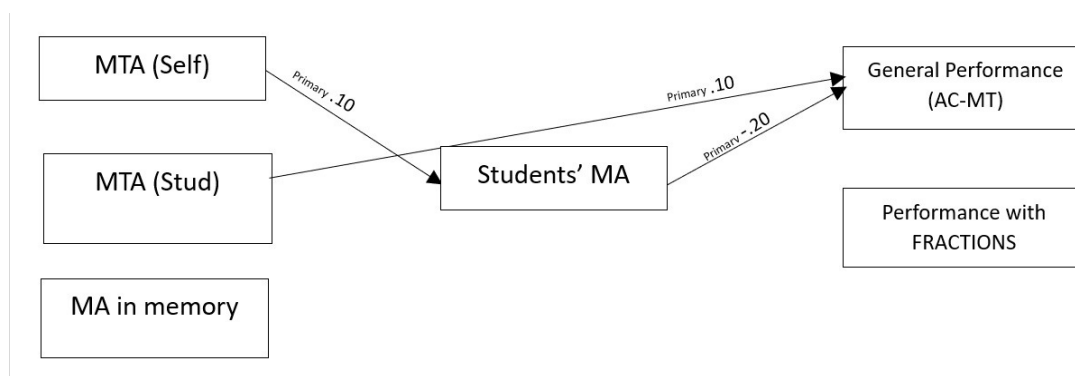 MTA (Self)
MTA (Stud)
MA in memory
Primary .10
Primary .10
Primary -.20
Students’ MA
General Performance
(AC-MT)
Performance with
FRACTIONS